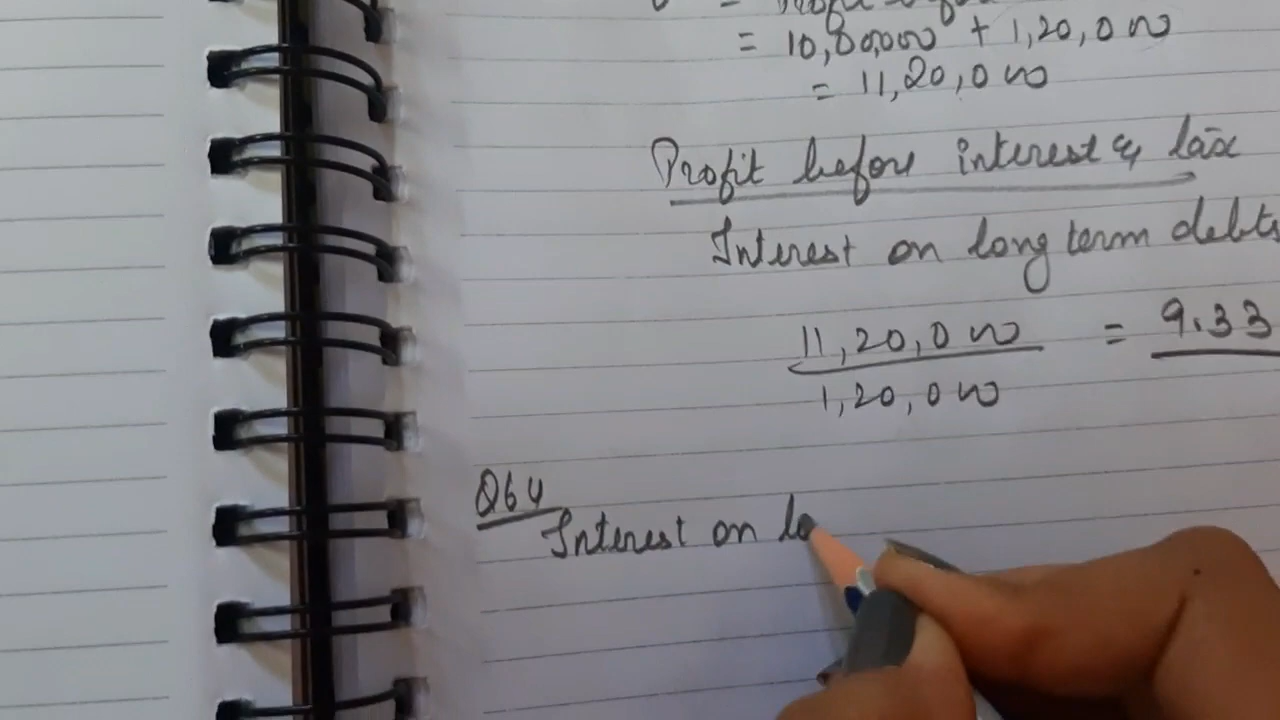 = 10,00,000 + 1,20,000
= 11,20,000
Profit before interest & tax
Interest on long term debts
11,20,000 = 9.33
1,20,000
Q64
Interest on lo